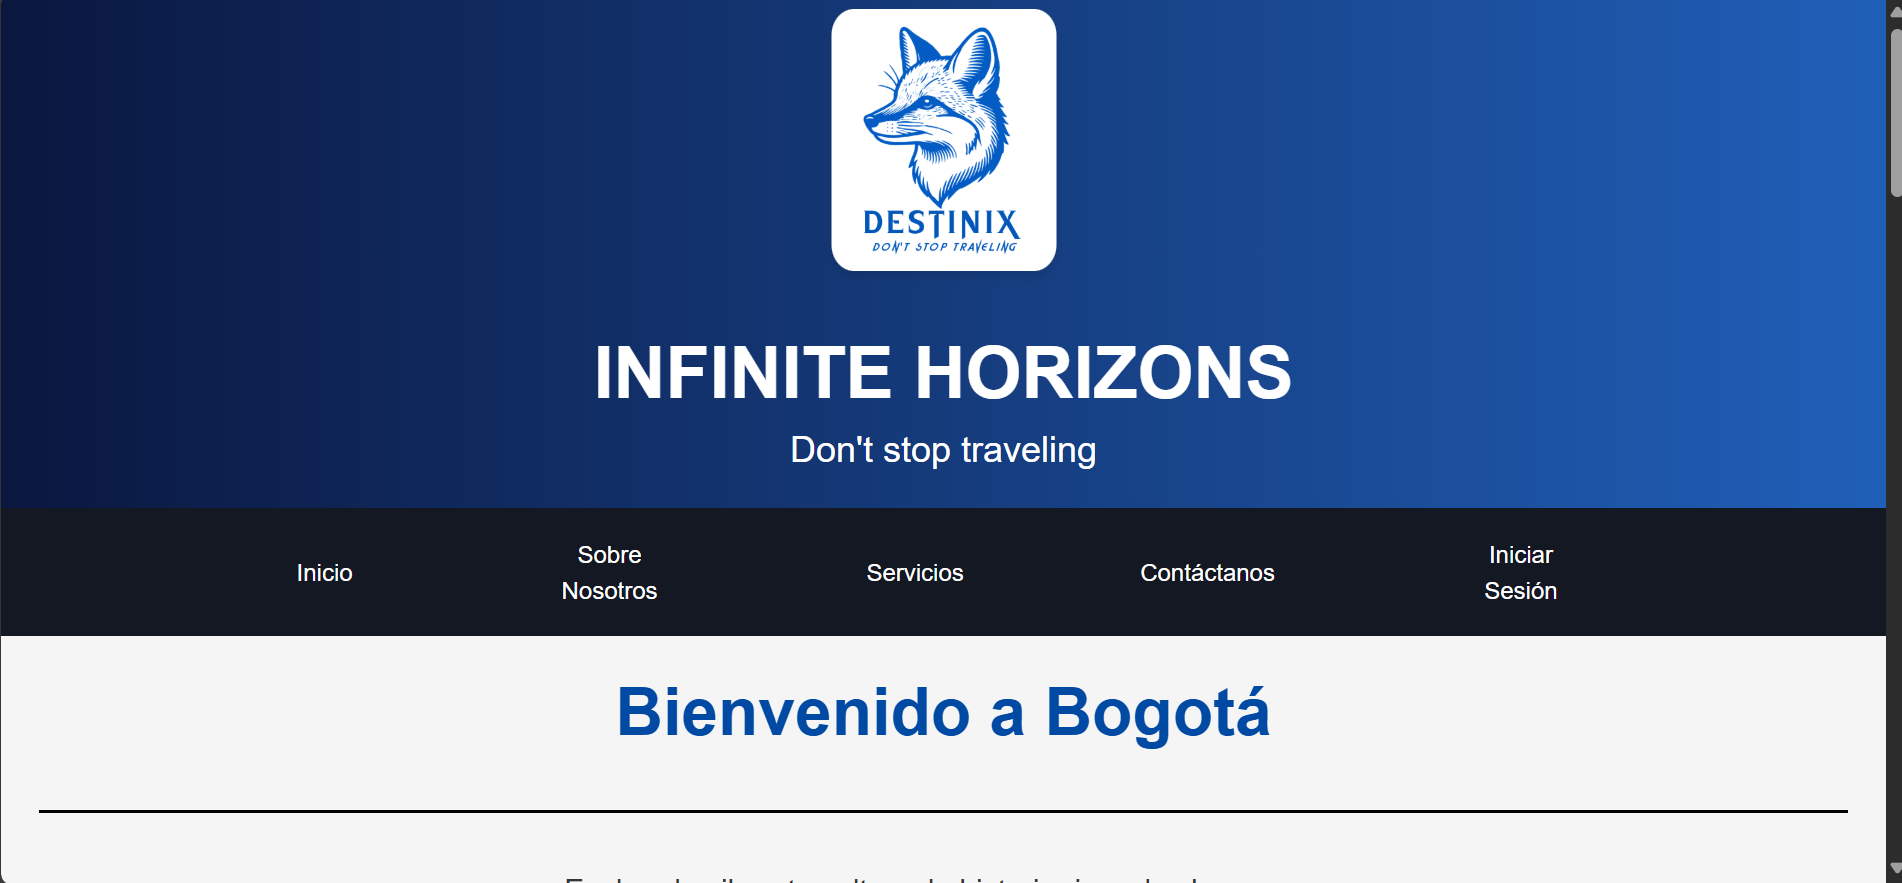 DESTINIX
DON'T STOP TRAVELING
INFINITE HORIZONS
Don't stop traveling
Inicio
Sobre
Nosotros
Servicios
Contáctanos
Iniciar
Sesión
Bienvenido a Bogotá